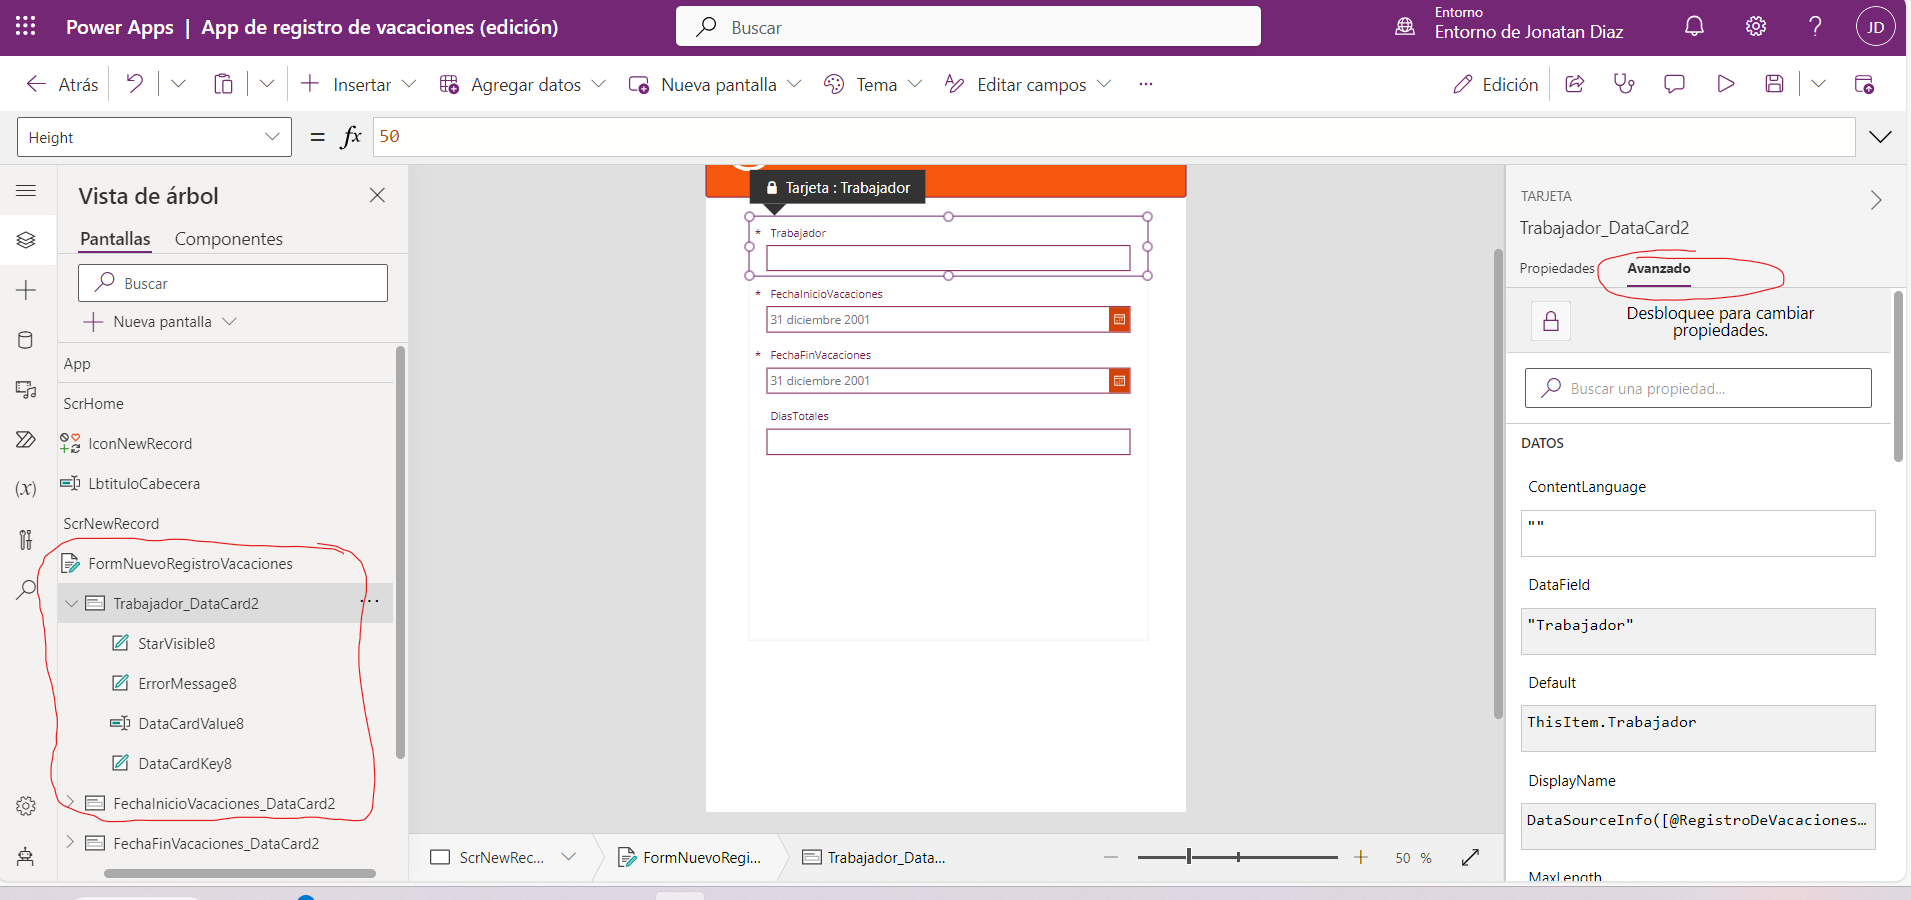 Power Apps | App de registro de vacaciones (edición)
Buscar
Entorno
Entorno de Jonatan Diaz
JD
Atrás
Insertar
Agregar datos
Nueva pantalla
Tema
Editar campos
...
Edición
Height
= fx 50
Vista de árbol
Pantallas
Componentes
Buscar
Nueva pantalla
App
ScrHome
IconNewRecord
LbtituloCabecera
ScrNewRecord
FormNuevoRegistroVacaciones
Trabajador_DataCard2 ...
StarVisible8
ErrorMessage8
DataCardValue8
DataCardKey8
FechaInicioVacaciones_DataCard2
FechaFinVacaciones_DataCard2
Tarjeta : Trabajador
* Trabajador
* FechaInicioVacaciones
31 diciembre 2001
* FechaFinVacaciones
31 diciembre 2001
DiasTotales
ScrNewRec...
FormNuevoRegi...
Trabajador_Data...
50 %
TARJETA
Trabajador_DataCard2
Propiedades
Avanzado
Desbloquee para cambiar
propiedades.
Buscar una propiedad...
DATOS
ContentLanguage
""
DataField
"Trabajador"
Default
ThisItem.Trabajador
DisplayName
DataSourceInfo([@RegistroDeVacaciones...
MaxLength